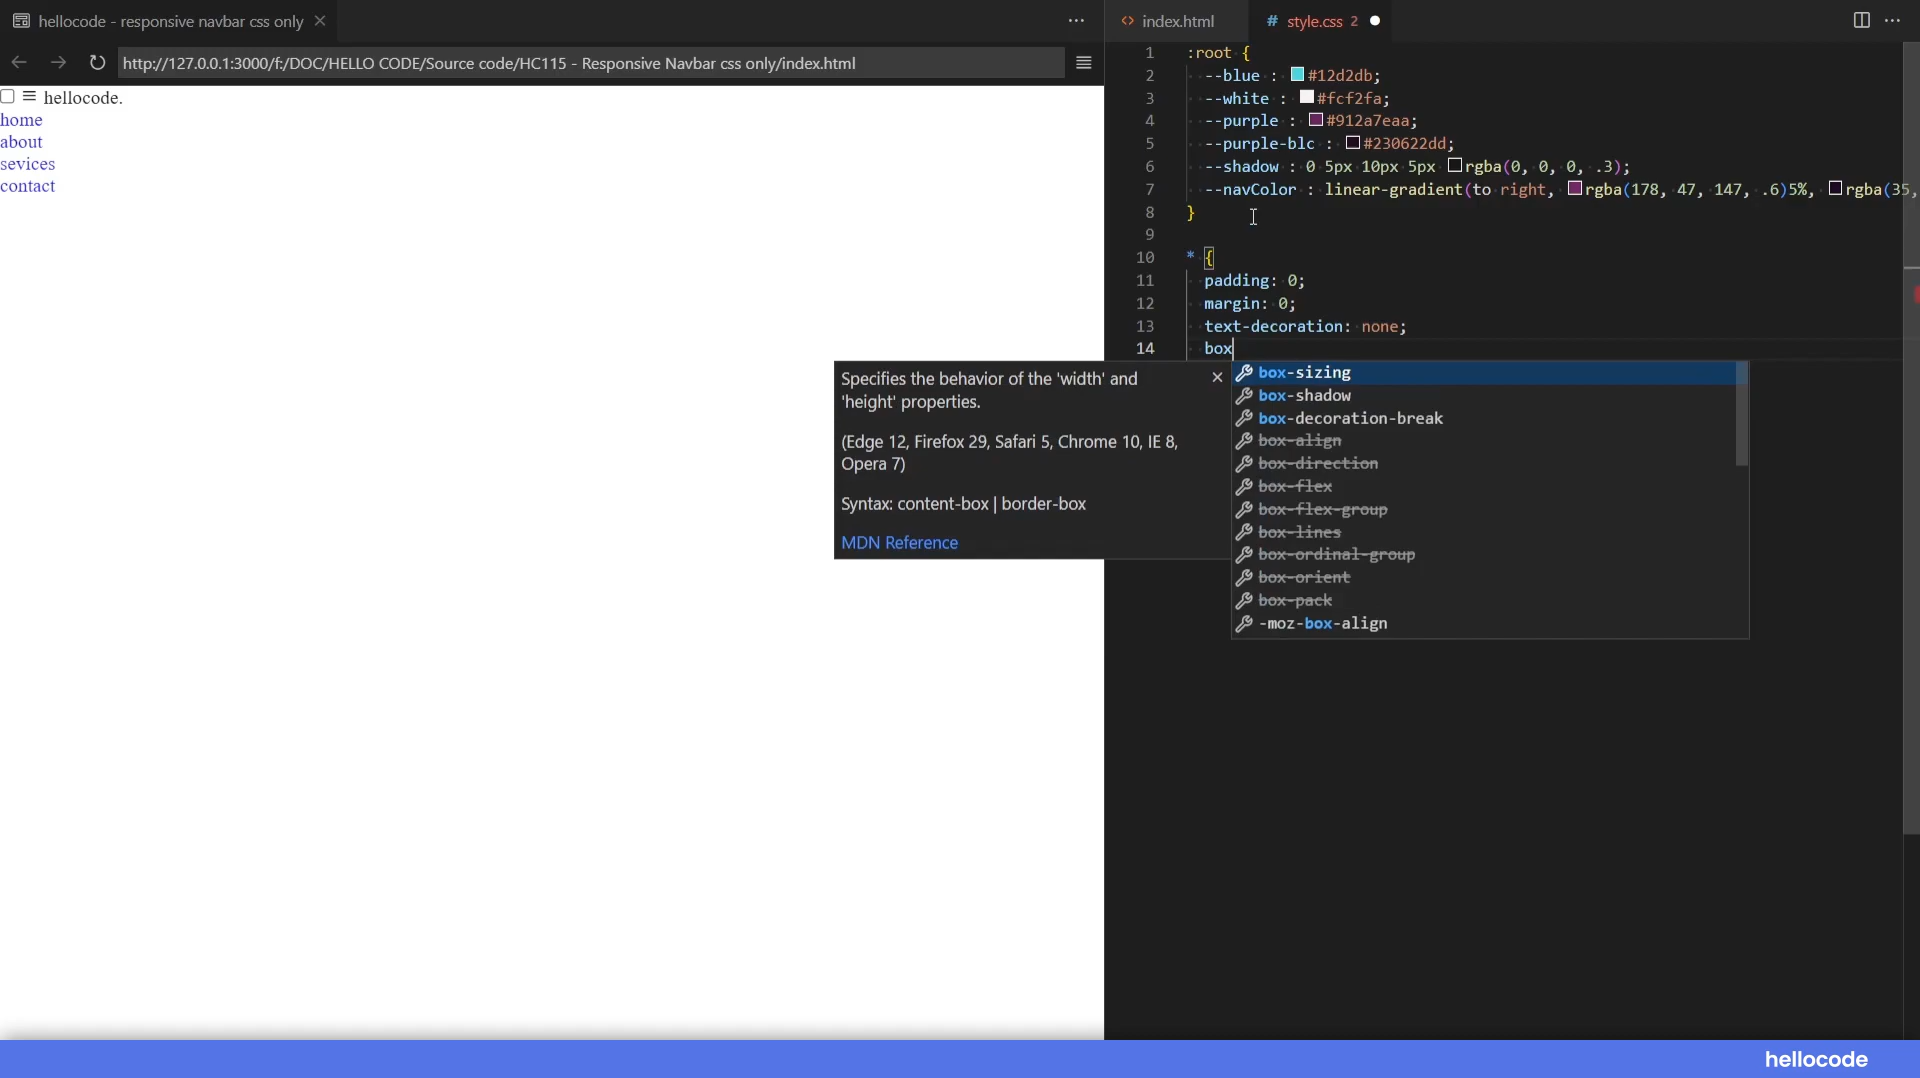 hellocode - responsive navbar css only
http://127.0.0.1:3000/f:/DOC/HELLO CODE/Source code/HC115 - Responsive Navbar css only/index.html
hellocode.
home
about
sevices
contact
index.html
style.css 2
1 :root {
2 --blue : #12d2db;
3 --white : #fcf2fa;
4 --purple : #912a7eaa;
5 --purple-blc : #230622dd;
6 --shadow : 0 5px 10px 5px rgba(0, 0, 0, .3);
7 --navColor : linear-gradient(to right, rgba(178, 47, 147, .6)5%, rgba(35,
8 }
9
10 * {
11 padding: 0;
12 margin: 0;
13 text-decoration: none;
14 box
Specifies the behavior of the 'width' and
'height' properties.
(Edge 12, Firefox 29, Safari 5, Chrome 10, IE 8,
Opera 7)
Syntax: content-box | border-box
MDN Reference
box-sizing
box-shadow
box-decoration-break
box-align
box-direction
box-flex
box-flex-group
box-lines
box-ordinal-group
box-orient
box-pack
-moz-box-align
hellocode